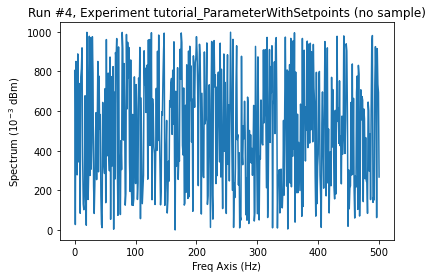 Run #4, Experiment tutorial_ParameterWithSetpoints (no sample)
Spectrum (10⁻³ dBm)
1000
800
600
400
200
0
0 100 200 300 400 500
Freq Axis (Hz)